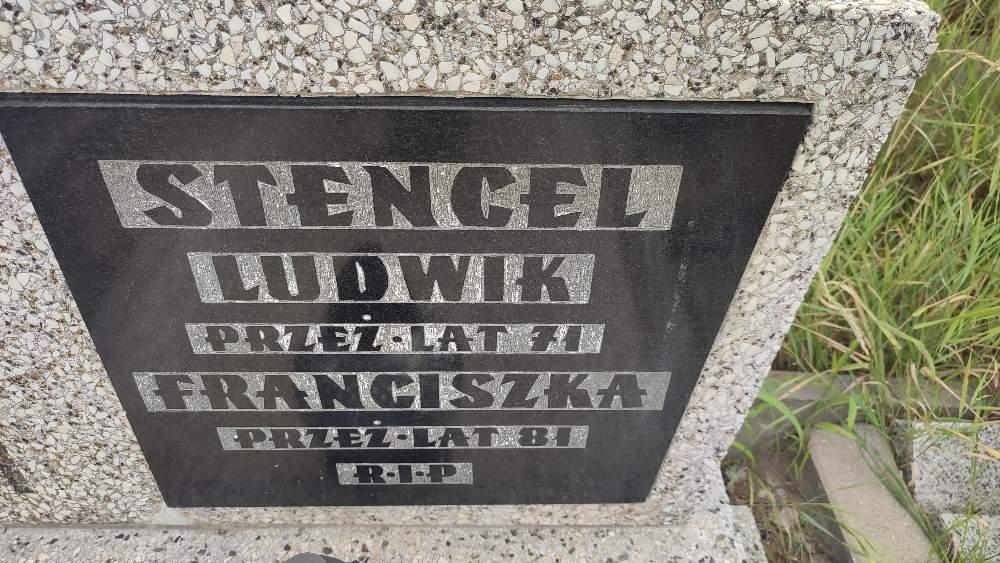 STENCEL
LUDWIK
PRZEŻ·LAT 71
FRANCISZKA
PRZEŻ·LAT 81
R·I·P